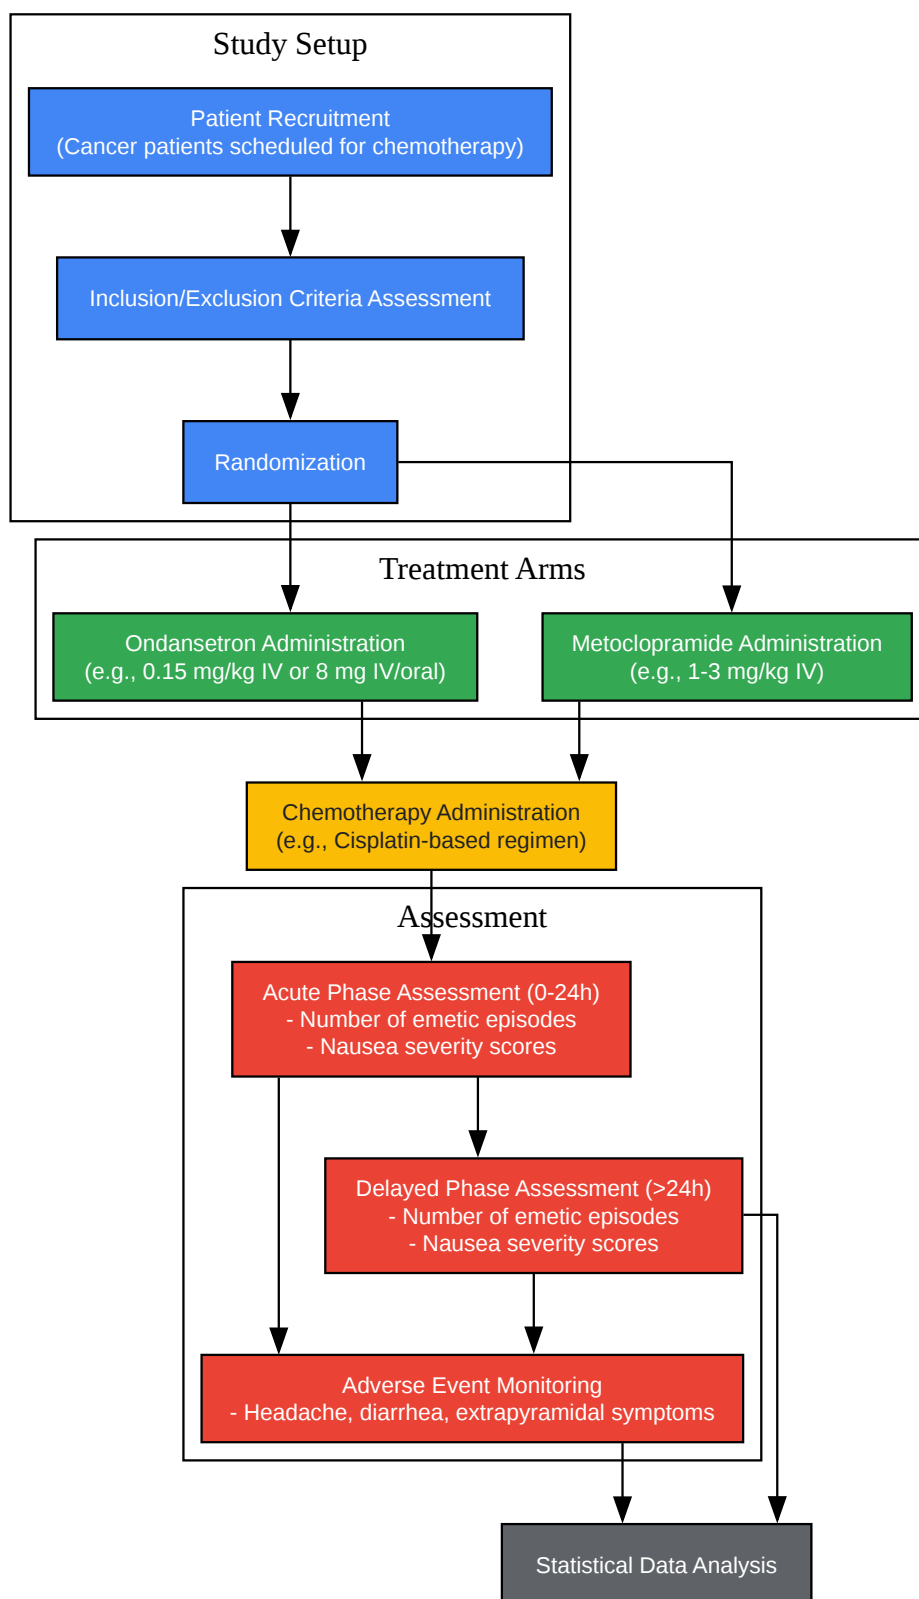 Study Setup
Patient Recruitment
(Cancer patients scheduled for chemotherapy)
Inclusion/Exclusion Criteria Assessment
Randomization
Treatment Arms
Ondansetron Administration
(e.g., 0.15 mg/kg IV or 8 mg IV/oral)
Metoclopramide Administration
(e.g., 1-3 mg/kg IV)
Chemotherapy Administration
(e.g., Cisplatin-based regimen)
Assessment
Acute Phase Assessment (0-24h)
- Number of emetic episodes
- Nausea severity scores
Delayed Phase Assessment (>24h)
- Number of emetic episodes
- Nausea severity scores
Adverse Event Monitoring
- Headache, diarrhea, extrapyramidal symptoms
Statistical Data Analysis